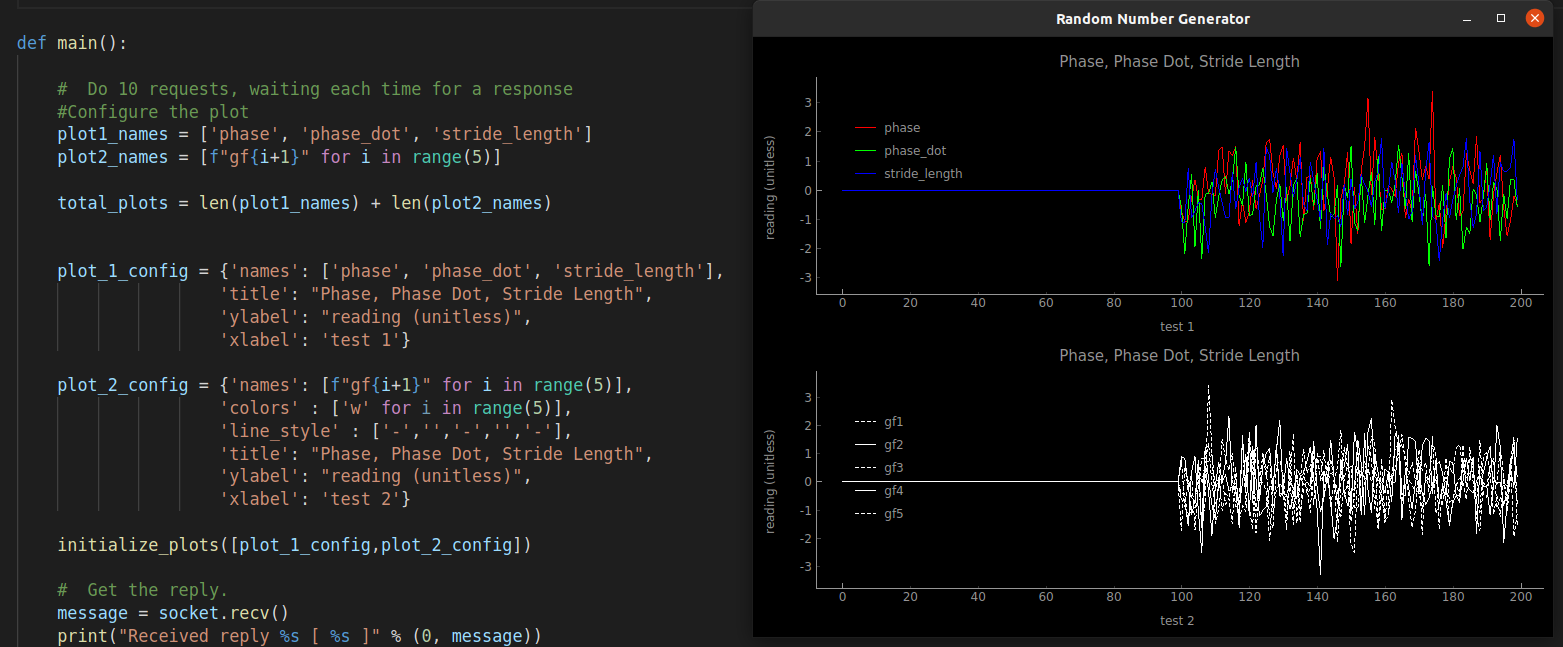 def main():
#  Do 10 requests, waiting each time for a response
#Configure the plot
plot1_names = ['phase', 'phase_dot', 'stride_length']
plot2_names = [f"gf{i+1}" for i in range(5)]
total_plots = len(plot1_names) + len(plot2_names)
plot_1_config = {'names': ['phase', 'phase_dot', 'stride_length'],
'title': "Phase, Phase Dot, Stride Length",
'ylabel': "reading (unitless)",
'xlabel': 'test 1'}
plot_2_config = {'names': [f"gf{i+1}" for i in range(5)],
'colors' : ['w' for i in range(5)],
'line_style' : ['-','','-','','-'],
'title': "Phase, Phase Dot, Stride Length",
'ylabel': "reading (unitless)",
'xlabel': 'test 2'}
initialize_plots([plot_1_config,plot_2_config])
#  Get the reply.
message = socket.recv()
print("Received reply %s [ %s ]" % (0, message))
Random Number Generator
Phase, Phase Dot, Stride Length
reading (unitless)
3
2
1
0
-1
-2
-3
phase
phase_dot
stride_length
0 20 40 60 80 100 120 140 160 180 200
test 1
Phase, Phase Dot, Stride Length
reading (unitless)
3
2
1
0
-1
-2
-3
gf1
gf2
gf3
gf4
gf5
0 20 40 60 80 100 120 140 160 180 200
test 2